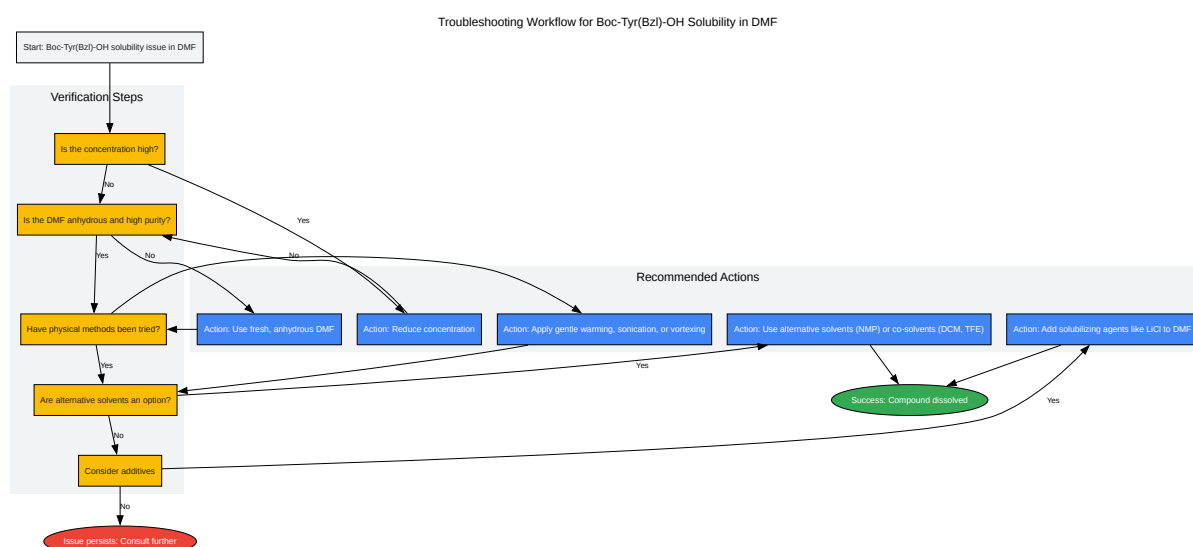 Troubleshooting Workflow for Boc-Tyr(Bzl)-OH Solubility in DMF
Start: Boc-Tyr(Bzl)-OH solubility issue in DMF
Verification Steps
Is the concentration high?
No
Is the DMF anhydrous and high purity?
Yes
Yes
No
No
Recommended Actions
Have physical methods been tried?
Action: Use fresh, anhydrous DMF
Action: Reduce concentration
Action: Apply gentle warming, sonication, or vortexing
Action: Use alternative solvents (NMP) or co-solvents (DCM, TFE)
Action: Add solubilizing agents like LiCl to DMF
Yes
Yes
Are alternative solvents an option?
Success: Compound dissolved
Yes
No
Consider additives
No
Issue persists: Consult further